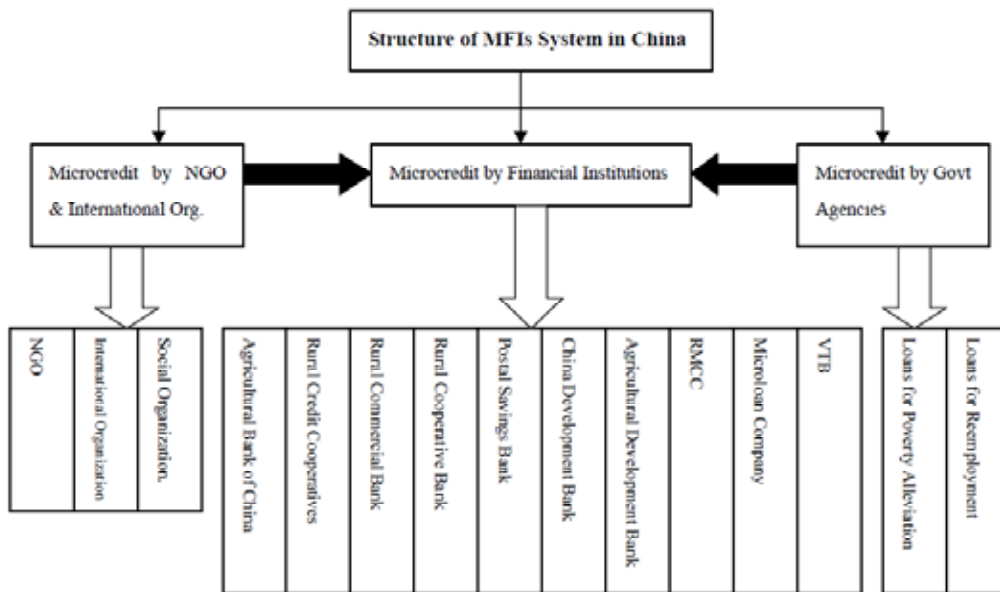 Structure of MFIs System in China
Microcredit by NGO
& International Org.
Microcredit by Financial Institutions
Microcredit by Govt
Agencies
NGO
International Organization
Social Organization.
Agricultural Bank of China
Rural Credit Cooperatives
Rural Commercial Bank
Rural Cooperative Bank
Postal Savings Bank
China Development Bank
Agricultural Development Bank
RMCC
Microloan Company
VTB
Loans for Poverty Alleviation
Loans for Reemployment